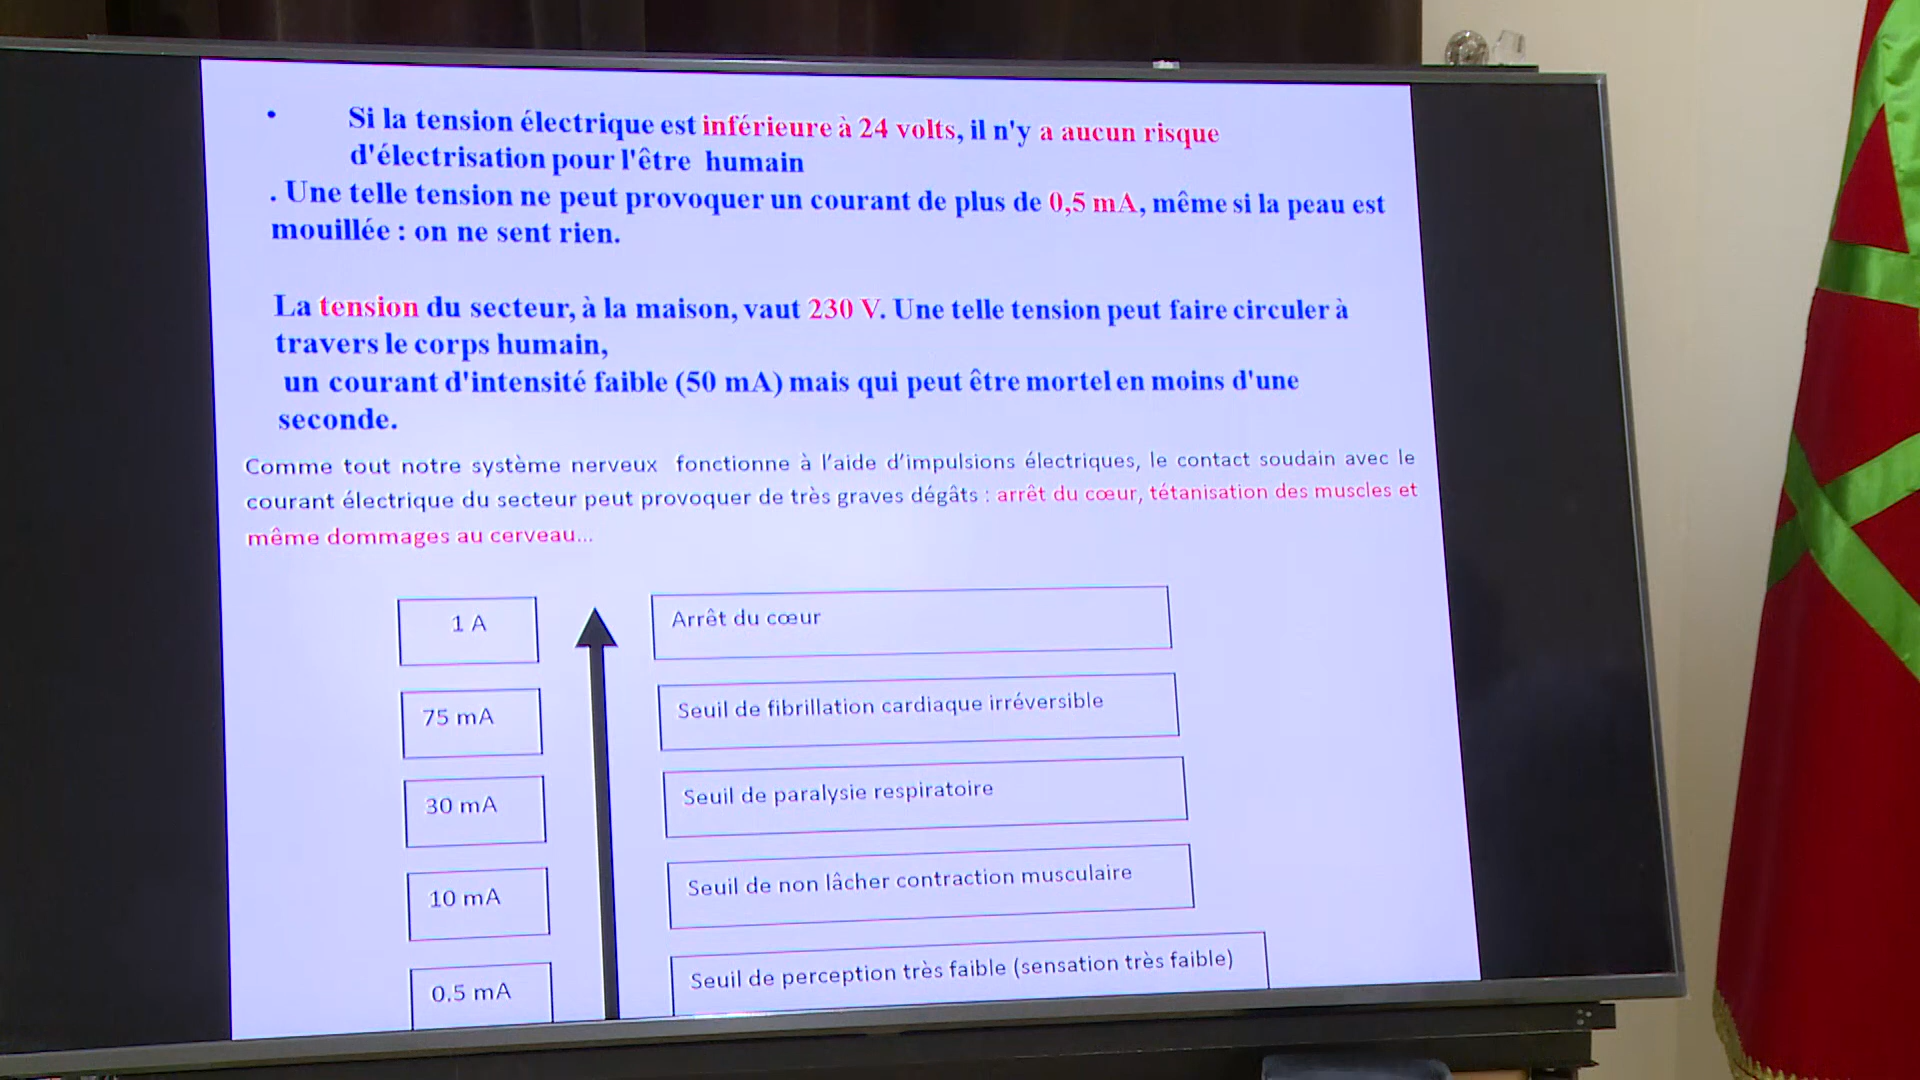 • Si la tension électrique est inférieure à 24 volts, il n'y a aucun risque
d'électrisation pour l'être humain
. Une telle tension ne peut provoquer un courant de plus de 0,5 mA, même si la peau est
mouillée : on ne sent rien.
La tension du secteur, à la maison, vaut 230 V. Une telle tension peut faire circuler à
travers le corps humain,
un courant d'intensité faible (50 mA) mais qui peut être mortel en moins d'une
seconde.
Comme tout notre système nerveux fonctionne à l’aide d’impulsions électriques, le contact soudain avec le
courant électrique du secteur peut provoquer de très graves dégâts : arrêt du cœur, tétanisation des muscles et
même dommages au cerveau...
1 A
Arrêt du cœur
75 mA
Seuil de fibrillation cardiaque irréversible
30 mA
Seuil de paralysie respiratoire
10 mA
Seuil de non lâcher contraction musculaire
0.5 mA
Seuil de perception très faible (sensation très faible)